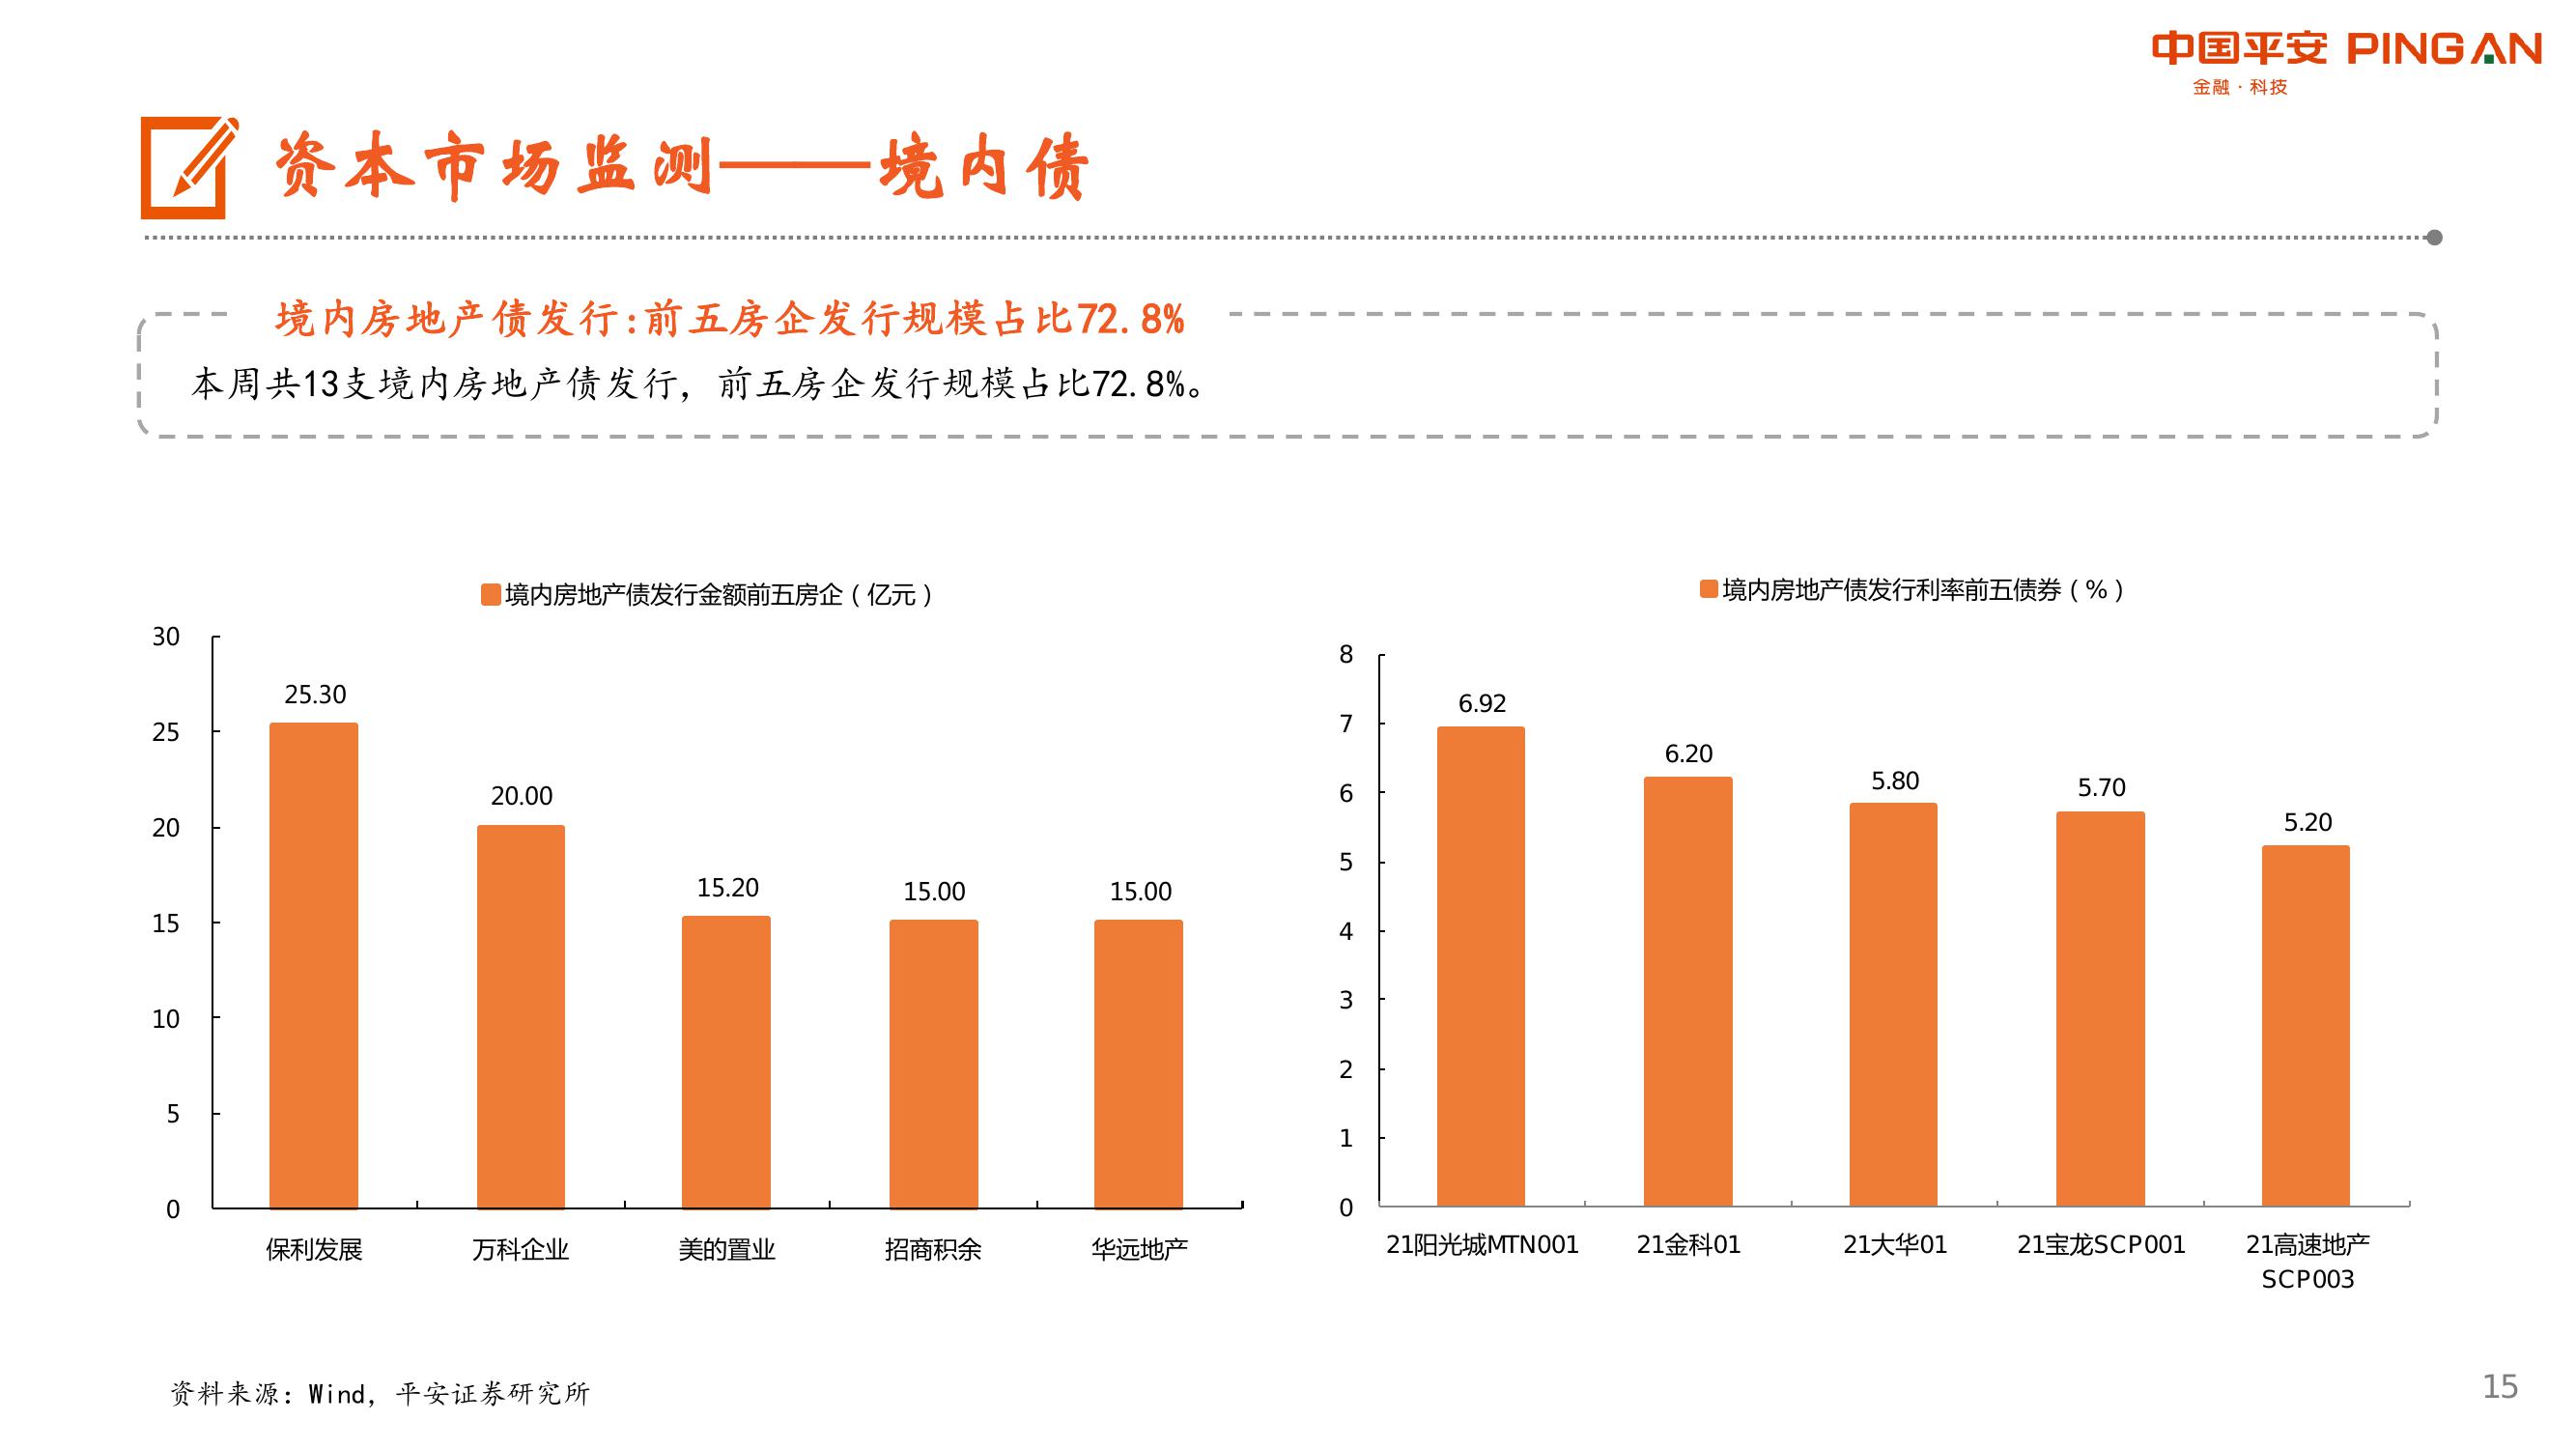 中国平安 PINGAN
金融·科技
资本市场监测——境内债
境内房地产债发行:前五房企发行规模占比72.8%
本周共13支境内房地产债发行，前五房企发行规模占比72.8%。
境内房地产债发行金额前五房企（亿元）
30
25
20
15
10
5
0
25.30
20.00
15.20
15.00
15.00
保利发展
万科企业
美的置业
招商积余
华远地产
境内房地产债发行利率前五债券（%）
8
7
6
5
4
3
2
1
0
6.92
6.20
5.80
5.70
5.20
21阳光城MTN001
21金科01
21大华01
21宝龙SCP001
21高速地产
SCP003
资料来源：Wind，平安证券研究所
15